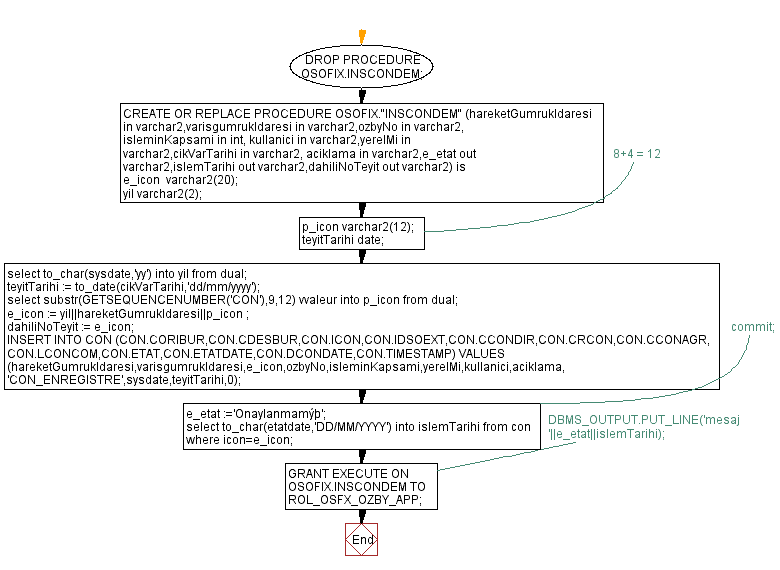 DROP PROCEDURE
OSOFIX.INSCONDEM;
CREATE OR REPLACE PROCEDURE OSOFIX."INSCONDEM" (hareketGumrukIdaresi
in varchar2,varisgumrukIdaresi in varchar2,ozbyNo in varchar2,
isleminKapsami in int, kullanici in varchar2,yerelMi in
varchar2,cikVarTarihi in varchar2, aciklama in varchar2,e_etat out
varchar2,islemTarihi out varchar2,dahiliNoTeyit out varchar2) is
e_icon  varchar2(20);
yil varchar2(2);
8+4 = 12
p_icon varchar2(12);
teyitTarihi date;
select to_char(sysdate,'yy') into yil from dual;
teyitTarihi := to_date(cikVarTarihi,'dd/mm/yyyy');
select substr(GETSEQUENCENUMBER('CON'),9,12) vvaleur into p_icon from dual;
e_icon := yil||hareketGumrukIdaresi||p_icon ;
dahiliNoTeyit := e_icon;
INSERT INTO CON (CON.CORIBUR,CON.CDESBUR,CON.ICON,CON.IDSOEXT,CON.CCONDIR,CON.CRCON,CON.CCONAGR,
CON.LCONCOM,CON.ETAT,CON.ETATDATE,CON.DCONDATE,CON.TIMESTAMP) VALUES
(hareketGumrukIdaresi,varisgumrukIdaresi,e_icon,ozbyNo,isleminKapsami,yerelMi,kullanici,aciklama,
'CON_ENREGISTRE',sysdate,teyitTarihi,0);
commit;
e_etat :='Onaylanmamýþ';
select to_char(etatdate,'DD/MM/YYYY') into islemTarihi from con
where icon=e_icon;
DBMS_OUTPUT.PUT_LINE('mesaj
'||e_etat||islemTarihi);
GRANT EXECUTE ON
OSOFIX.INSCONDEM TO
ROL_OSFX_OZBY_APP;
End